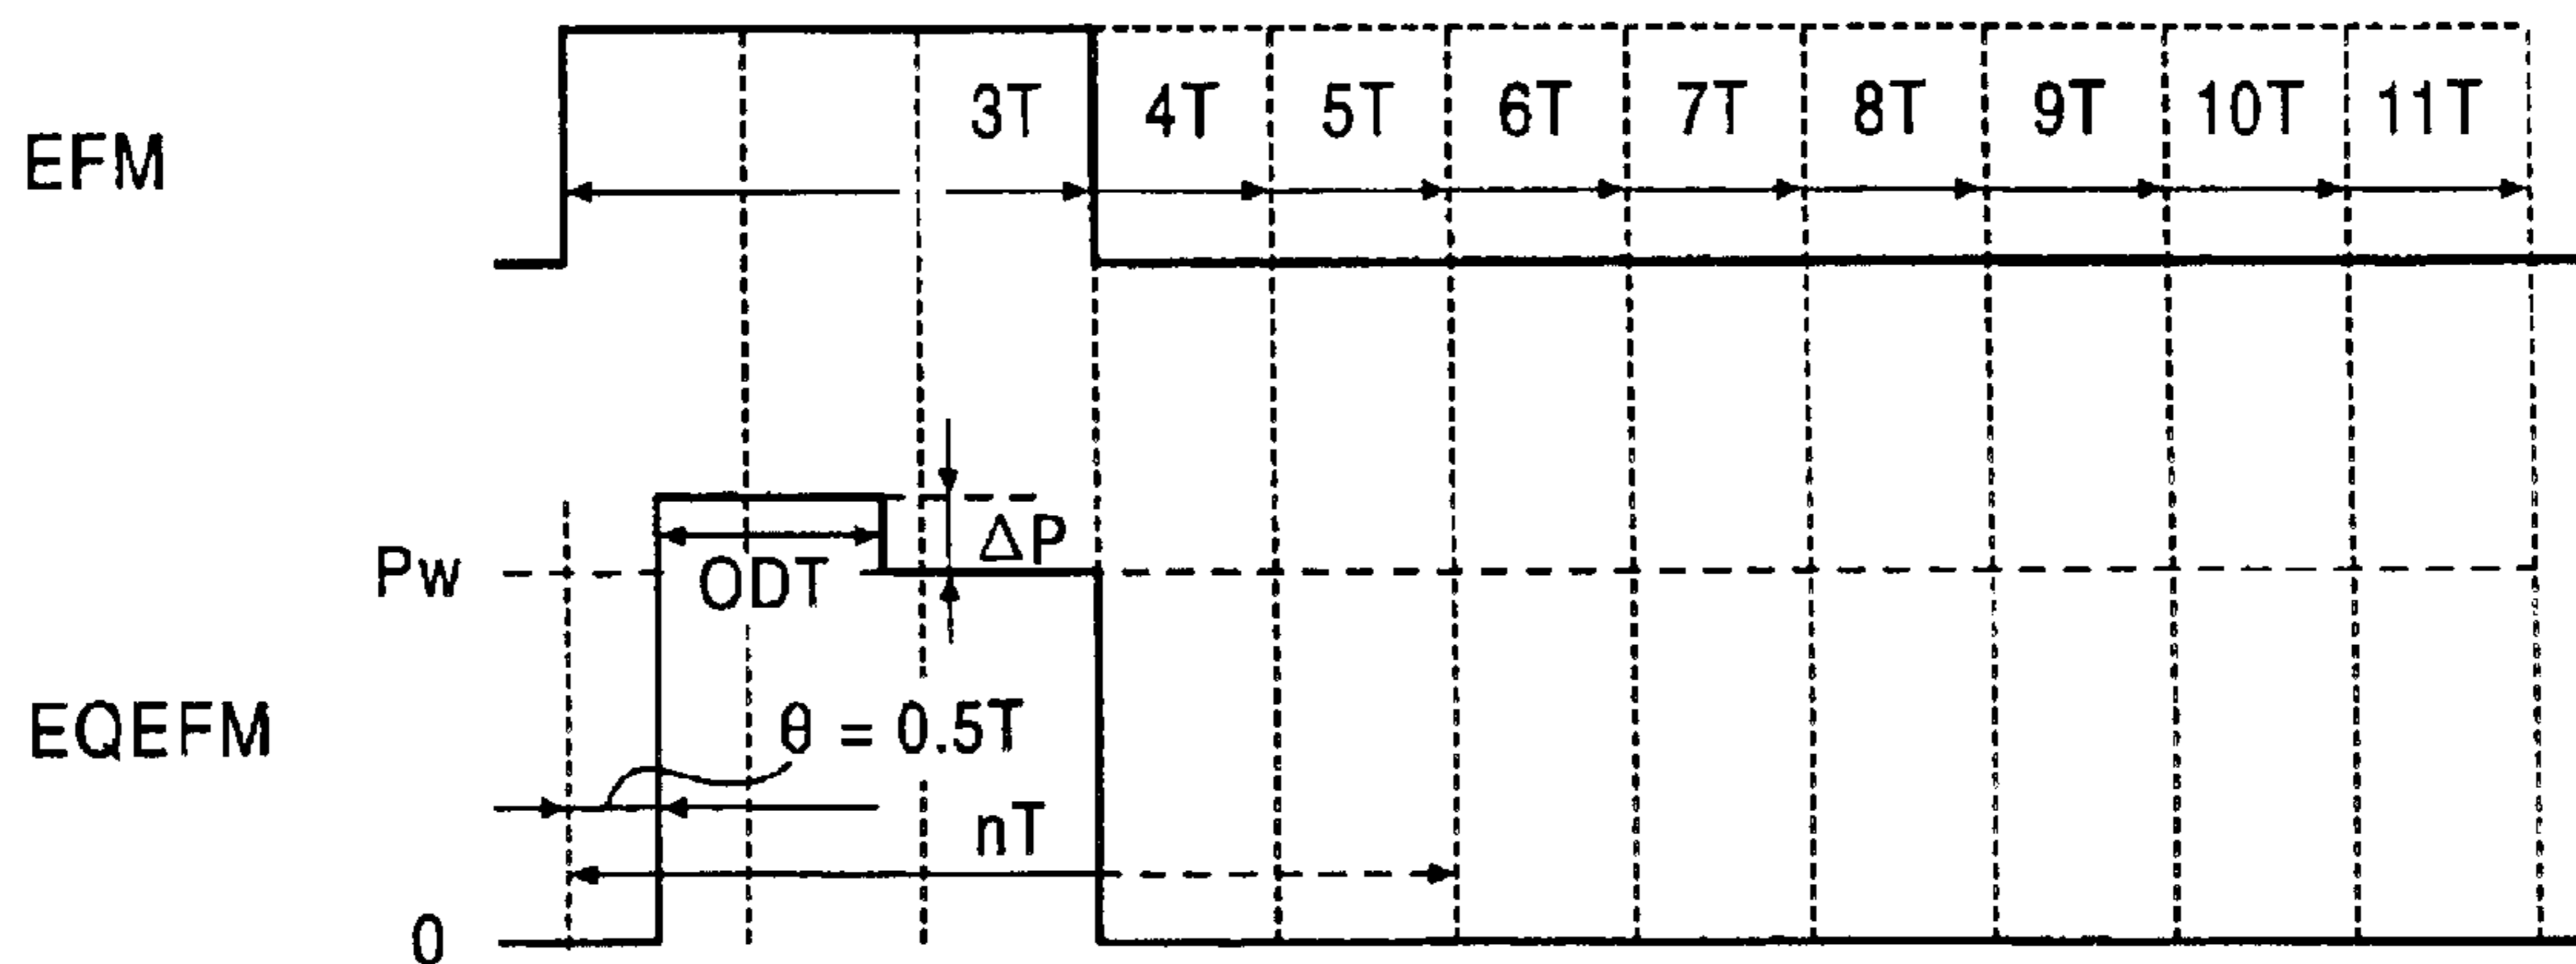 EFM
3T 4T 5T 6T 7T 8T 9T 10T 11T
ΔP
Pw
ODT
EQEFM
θ = 0.5T
nT
0